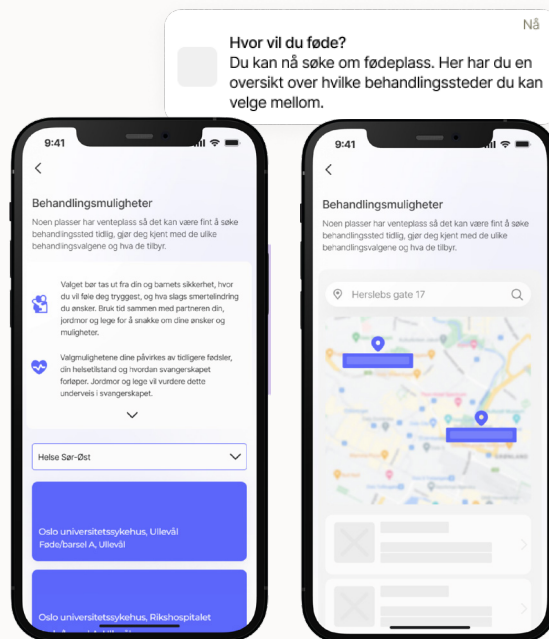 Nå
Hvor vil du føde?
Du kan nå søke om fødeplass. Her har du en
oversikt over hvilke behandlingssteder du kan
velge mellom.
9:41
Behandlingsmuligheter
Noen plasser har venteplass så det kan være fint å søke
behandlingssted tidlig, gjør deg kjent med de ulike
behandlingsvalgene og hva de tilbyr.
Valget bør tas ut fra din og barnets sikkerhet, hvor
du vil føle deg tryggest, og hva slags smertelindring
du ønsker. Bruk tid sammen med partneren din,
jordmor og lege for å snakke om dine ønsker og
muligheter.
Valgmulighetene dine påvirkes av tidligere fødsler,
din helsetilstand og hvordan svangerskapet
forløper. Jordmor og lege vil vurdere dette
underveis i svangerskapet.
Helse Sør-Øst
Oslo universitetssykehus, Ullevål
Føde/barsel A, Ullevål
Oslo universitetssykehus, Rikshospitalet
9:41
Behandlingsmuligheter
Noen plasser har venteplass så det kan være fint å søke
behandlingssted tidlig, gjør deg kjent med de ulike
behandlingsvalgene og hva de tilbyr.
Herslebs gate 17